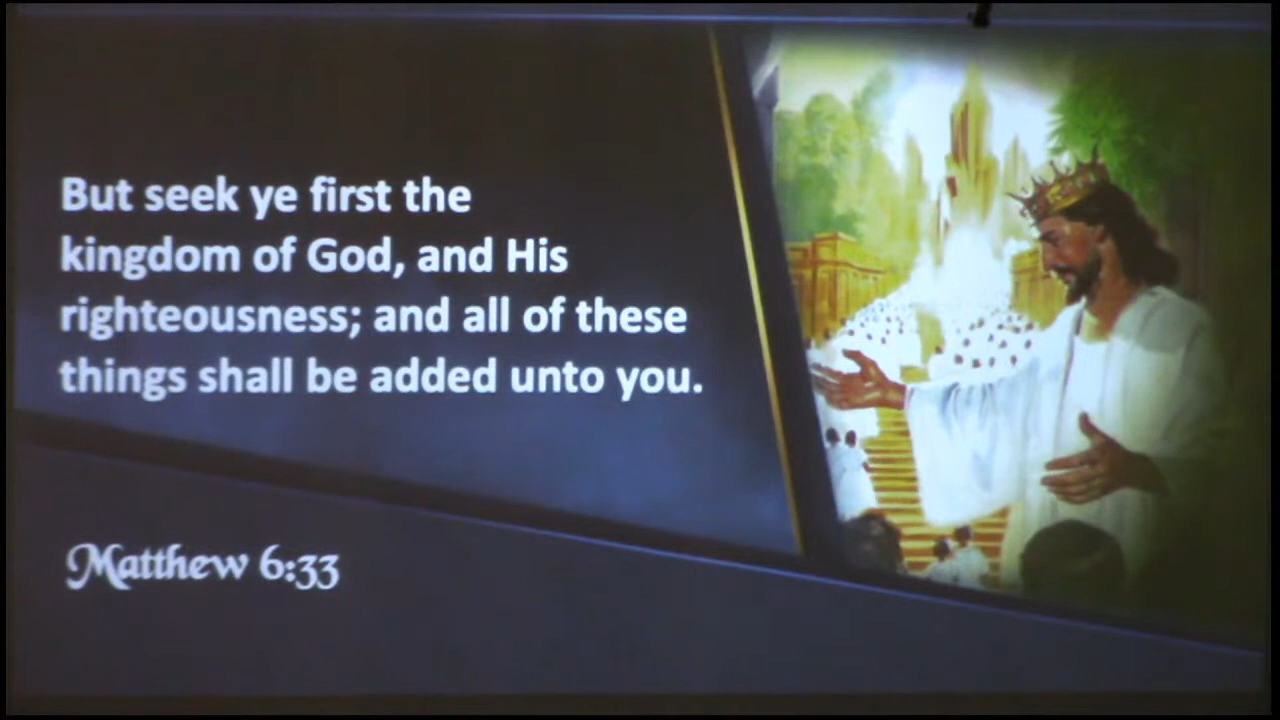 But seek ye first the
kingdom of God, and His
righteousness; and all of these
things shall be added unto you.
Matthew 6:33